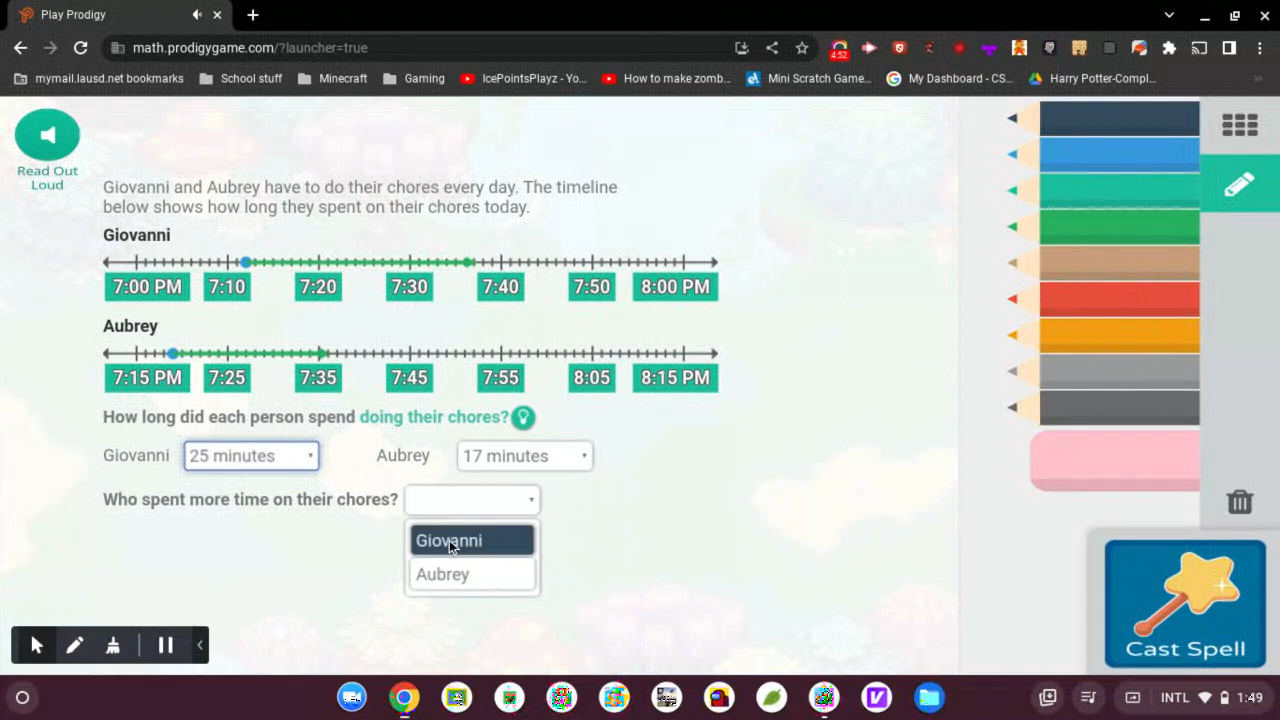 Play Prodigy
math.prodigygame.com/?launcher=true
4:52
mymail.lausd.net bookmarks School stuff Minecraft Gaming IcePointsPlayz - Yo... How to make zomb... Mini Scratch Game... My Dashboard - CS... Harry Potter-Compl...
Read Out
Loud
Giovanni and Aubrey have to do their chores every day. The timeline
below shows how long they spent on their chores today.
Giovanni
7:00 PM 7:10 7:20 7:30 7:40 7:50 8:00 PM
Aubrey
7:15 PM 7:25 7:35 7:45 7:55 8:05 8:15 PM
How long did each person spend doing their chores?
Giovanni 25 minutes Aubrey 17 minutes
Who spent more time on their chores?
Giovanni
Aubrey
Cast Spell
INTL 1:49